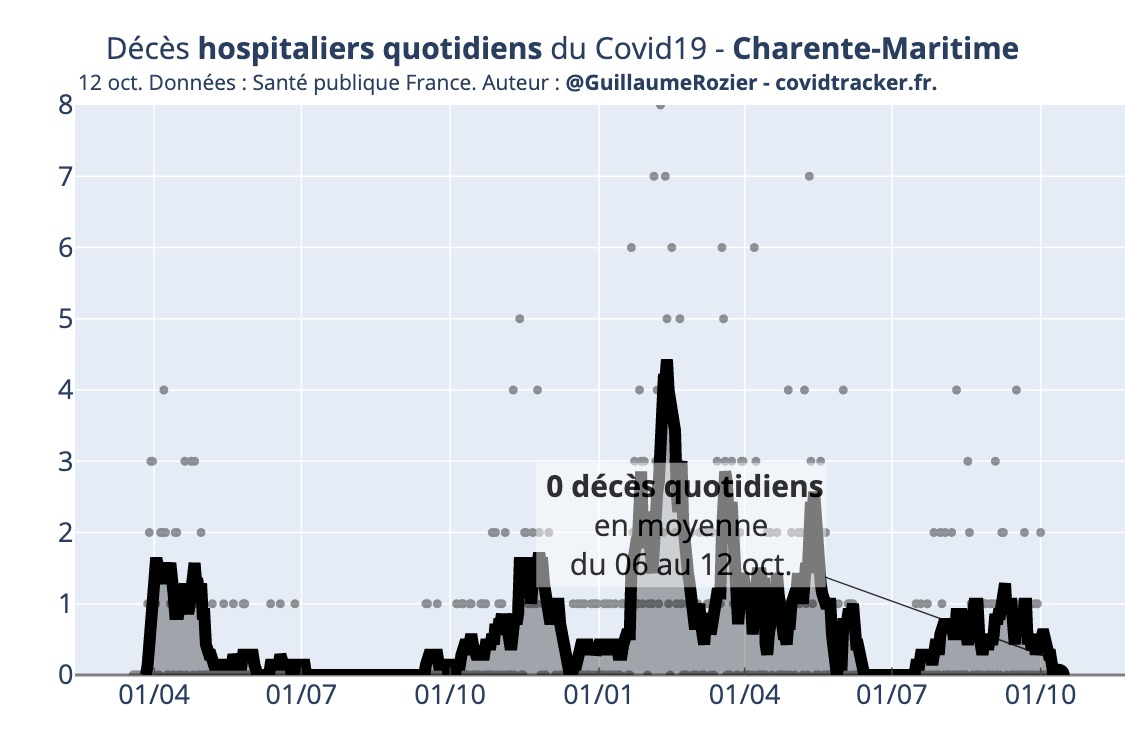 Décès hospitaliers quotidiens du Covid19 - Charente-Maritime
12 oct. Données : Santé publique France. Auteur : @GuillaumeRozier - covidtracker.fr.
8
7
6
5
4
3
2
1
0
0 décès quotidiens
en moyenne
du 06 au 12 oct.
01/04 01/07 01/10 01/01 01/04 01/07 01/10